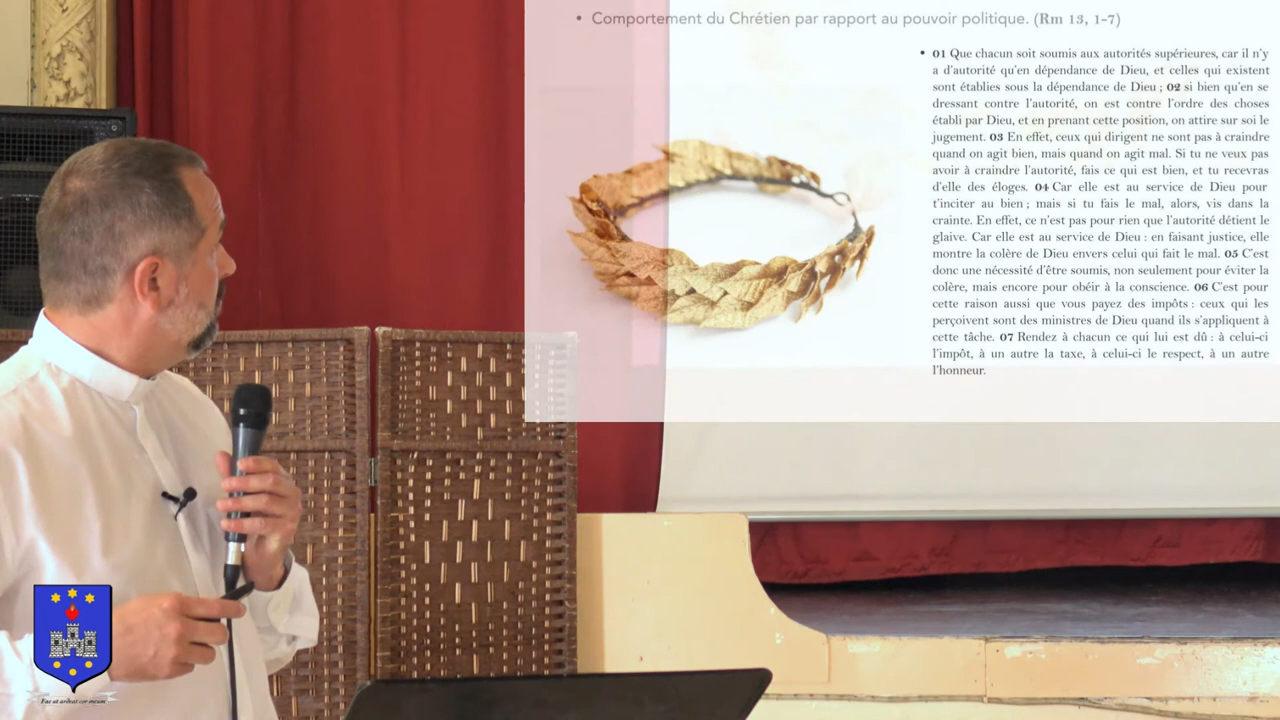 • Comportement du Chrétien par rapport au pouvoir politique. (Rm 13, 1-7)
• 01 Que chacun soit soumis aux autorités supérieures, car il n'y
a d'autorité qu'en dépendance de Dieu, et celles qui existent
sont établies sous la dépendance de Dieu ; 02 si bien qu'en se
dressant contre l'autorité, on est contre l'ordre des choses
établi par Dieu, et en prenant cette position, on attire sur soi le
jugement. 03 En effet, ceux qui dirigent ne sont pas à craindre
quand on agit bien, mais quand on agit mal. Si tu ne veux pas
avoir à craindre l'autorité, fais ce qui est bien, et tu recevras
d'elle des éloges. 04 Car elle est au service de Dieu pour
t'inciter au bien ; mais si tu fais le mal, alors, vis dans la
crainte. En effet, ce n'est pas pour rien que l'autorité détient le
glaive. Car elle est au service de Dieu : en faisant justice, elle
montre la colère de Dieu envers celui qui fait le mal. 05 C'est
donc une nécessité d'être soumis, non seulement pour éviter la
colère, mais encore pour obéir à la conscience. 06 C'est pour
cette raison aussi que vous payez des impôts : ceux qui les
perçoivent sont des ministres de Dieu quand ils s'appliquent à
cette tâche. 07 Rendez à chacun ce qui lui est dû : à celui-ci
l'impôt, à un autre la taxe, à celui-ci le respect, à un autre
l'honneur.
Fac ut ardeat cor meum